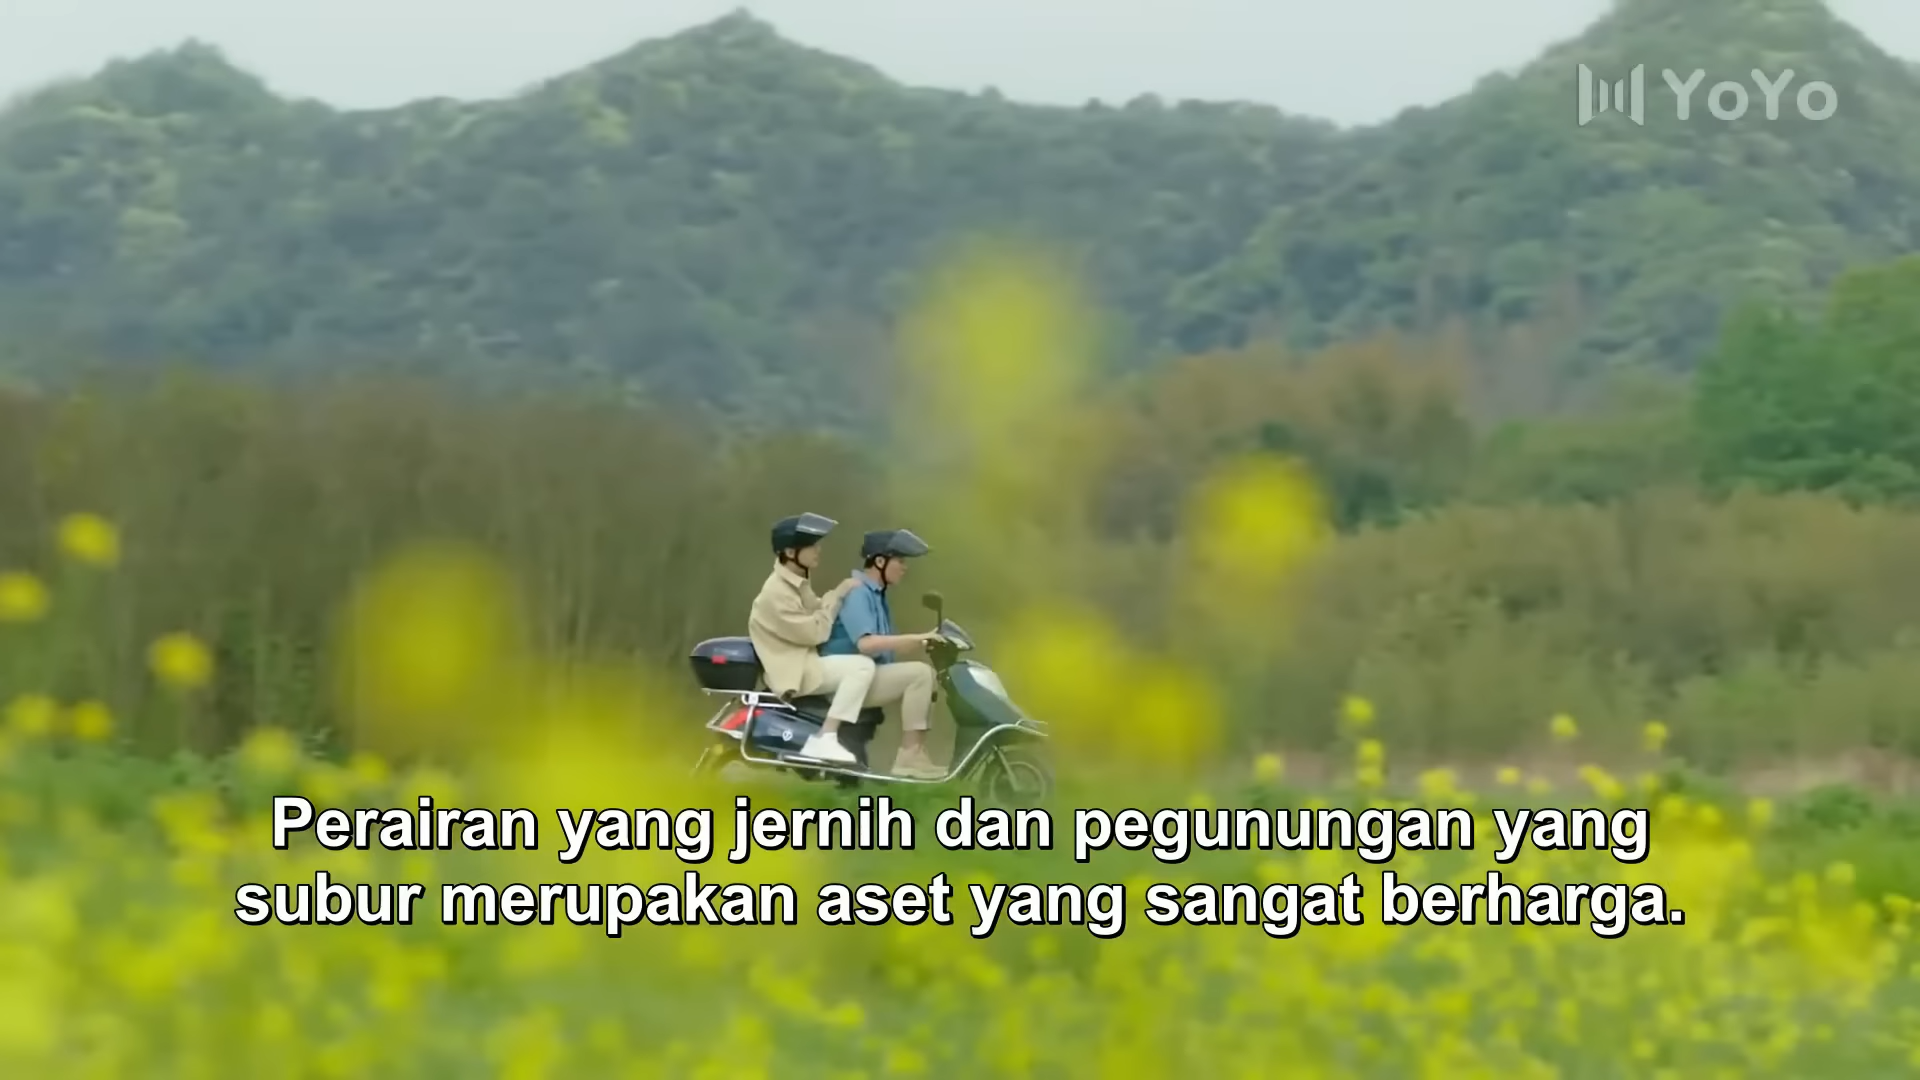 YoYo
Perairan yang jernih dan pegunungan yang
subur merupakan aset yang sangat berharga.